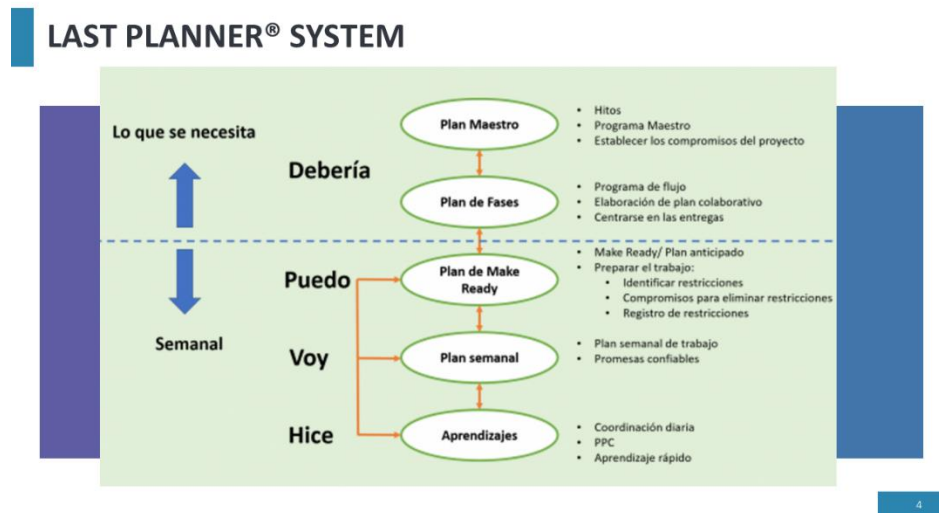 LAST PLANNER® SYSTEM
Lo que se necesita
Semanal
Debería
Puedo
Voy
Hice
Plan Maestro
Plan de Fases
Plan de Make
Ready
Plan semanal
Aprendizajes
• Hitos
• Programa Maestro
• Establecer los compromisos del proyecto
• Programa de flujo
• Elaboración de plan colaborativo
• Centrarse en las entregas
• Make Ready/ Plan anticipado
• Preparar el trabajo:
• Identificar restricciones
• Compromisos para eliminar restricciones
• Registro de restricciones
• Plan semanal de trabajo
• Promesas confiables
• Coordinación diaria
• PPC
• Aprendizaje rápido
4